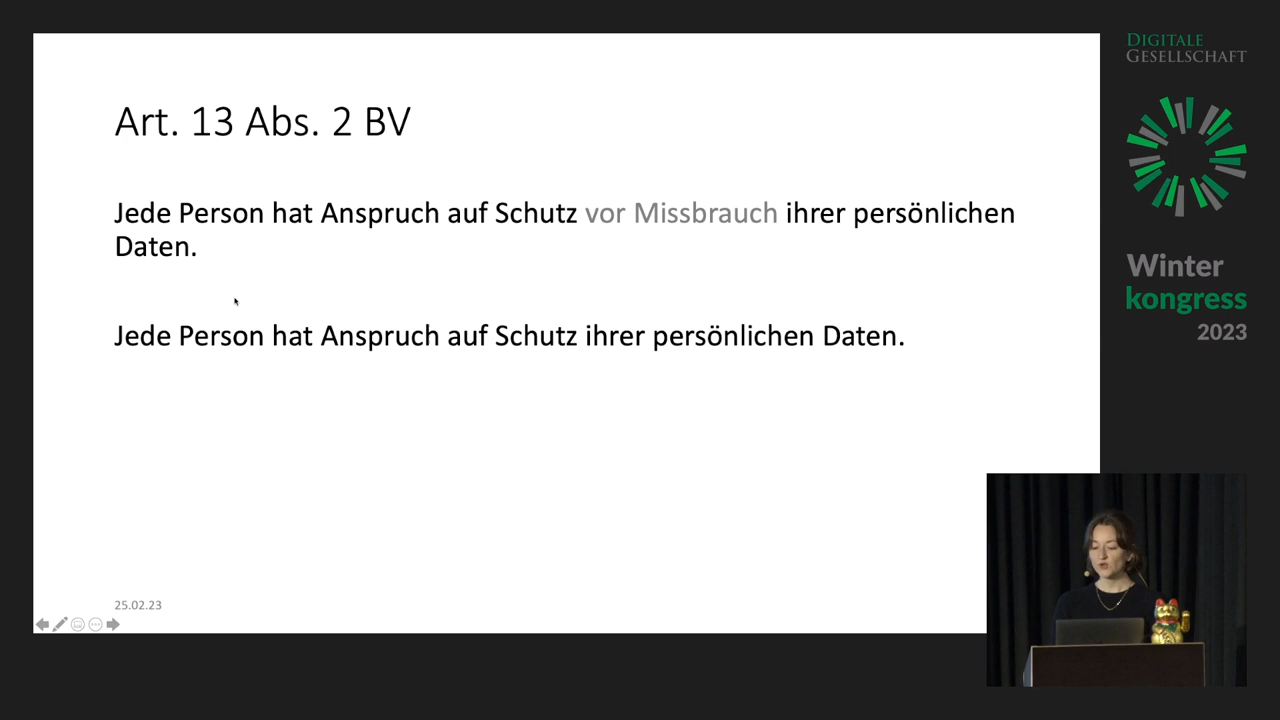 Art. 13 Abs. 2 BV
Jede Person hat Anspruch auf Schutz vor Missbrauch ihrer persönlichen
Daten.
Jede Person hat Anspruch auf Schutz ihrer persönlichen Daten.
25.02.23
DIGITALE
GESELLSCHAFT
Winter
kongress
2023